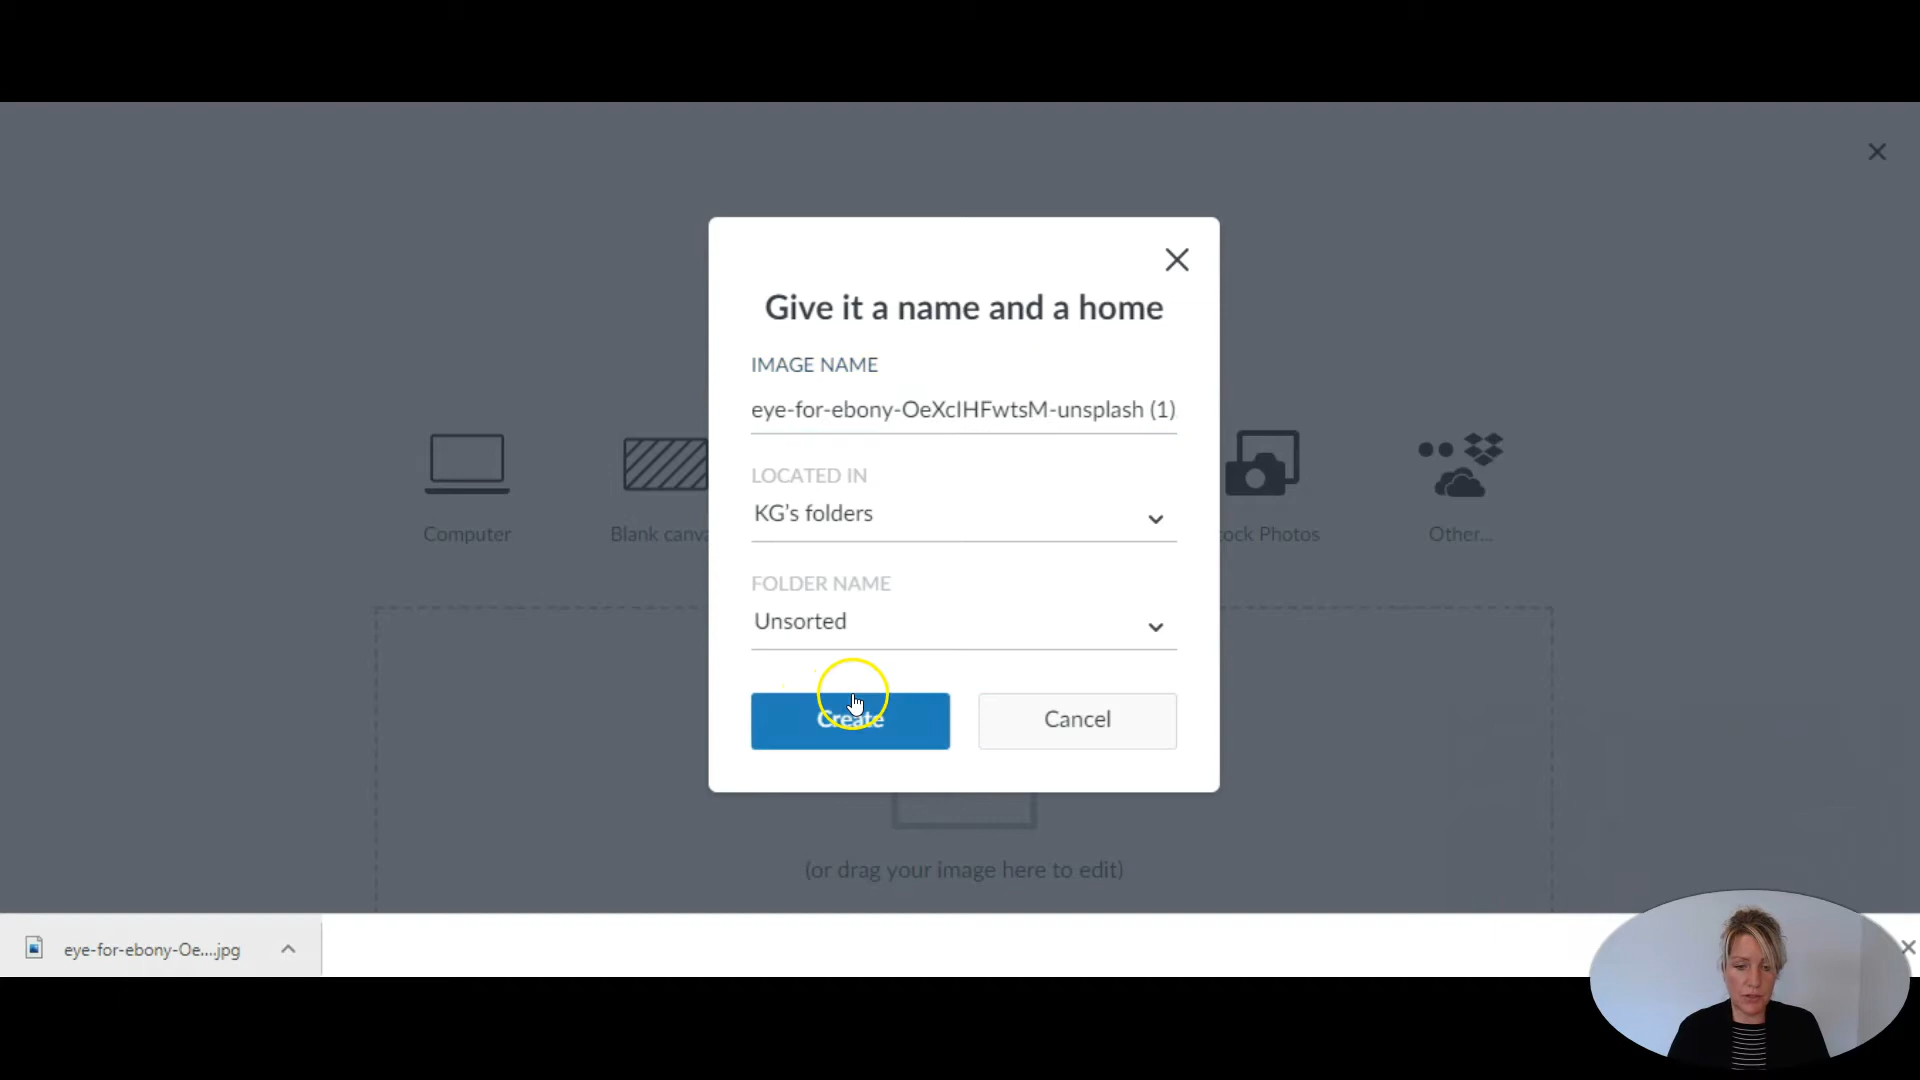 Give it a name and a home
IMAGE NAME
eye-for-ebony-OeXcIHFwtsM-unsplash (1)
LOCATED IN
KG's folders
Computer
Blank canva
ock Photos
Other...
FOLDER NAME
Unsorted
Create
Cancel
(or drag your image here to edit)
eye-for-ebony-Oe....jpg